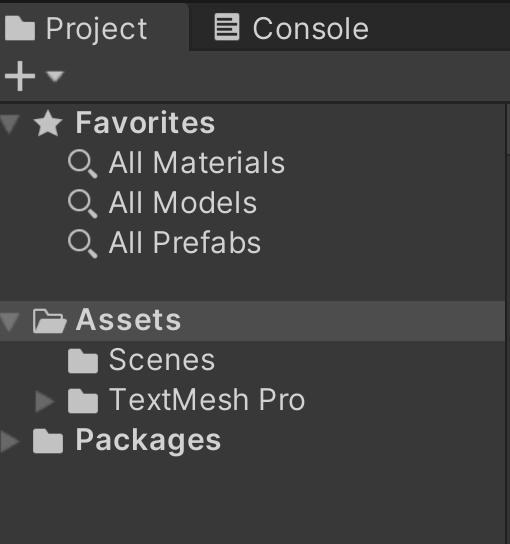 Project
Console
Favorites
All Materials
All Models
All Prefabs
Assets
Scenes
TextMesh Pro
Packages